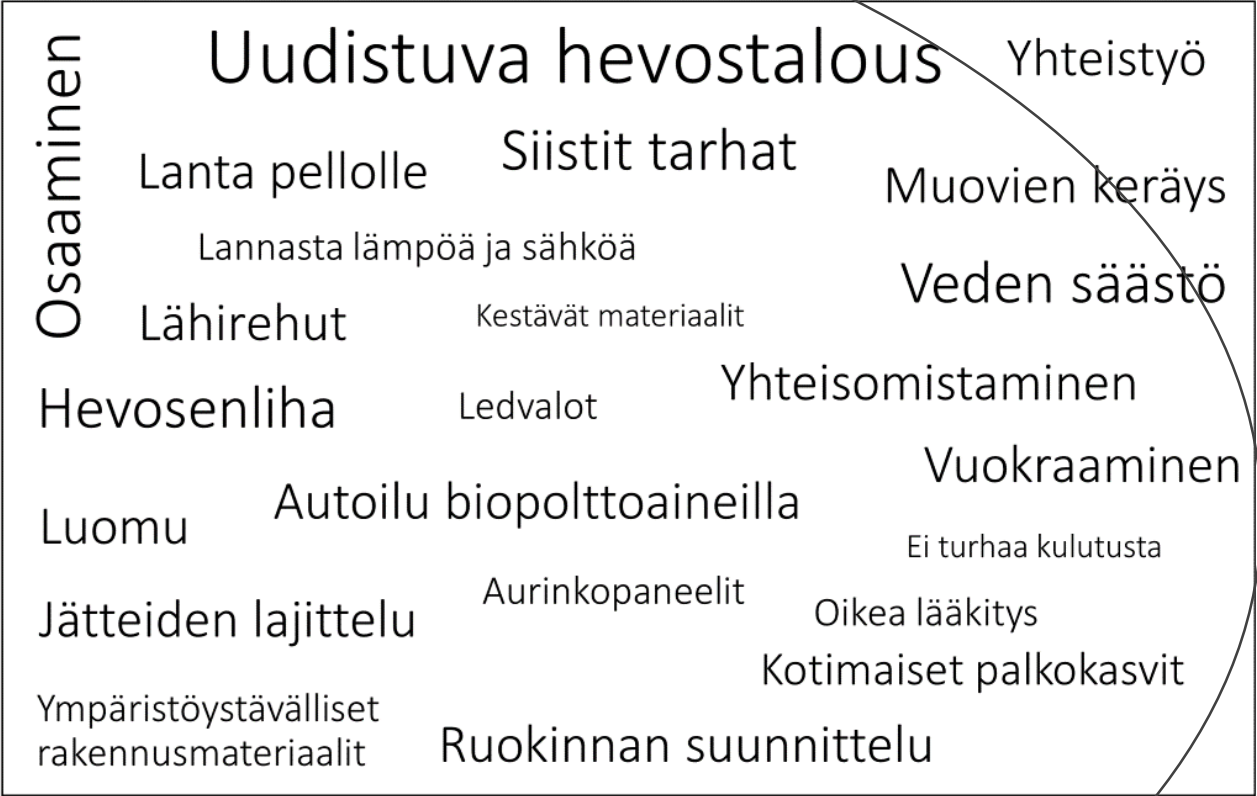 Osaaminen
Uudistuva hevostalous
Yhteistyö
Siistit tarhat
Lanta pellolle
Muovien keräys
Lannasta lämpöä ja sähköä
Veden säästö
Lähirehut
Kestävät materiaalit
Yhteisomistaminen
Hevosenliha
Ledvalot
Vuokraaminen
Autoilu biopolttoaineilla
Luomu
Ei turhaa kulutusta
Aurinkopaneelit
Oikea lääkitys
Jätteiden lajittelu
Kotimaiset palkokasvit
Ympäristöystävälliset
rakennusmateriaalit
Ruokinnan suunnittelu